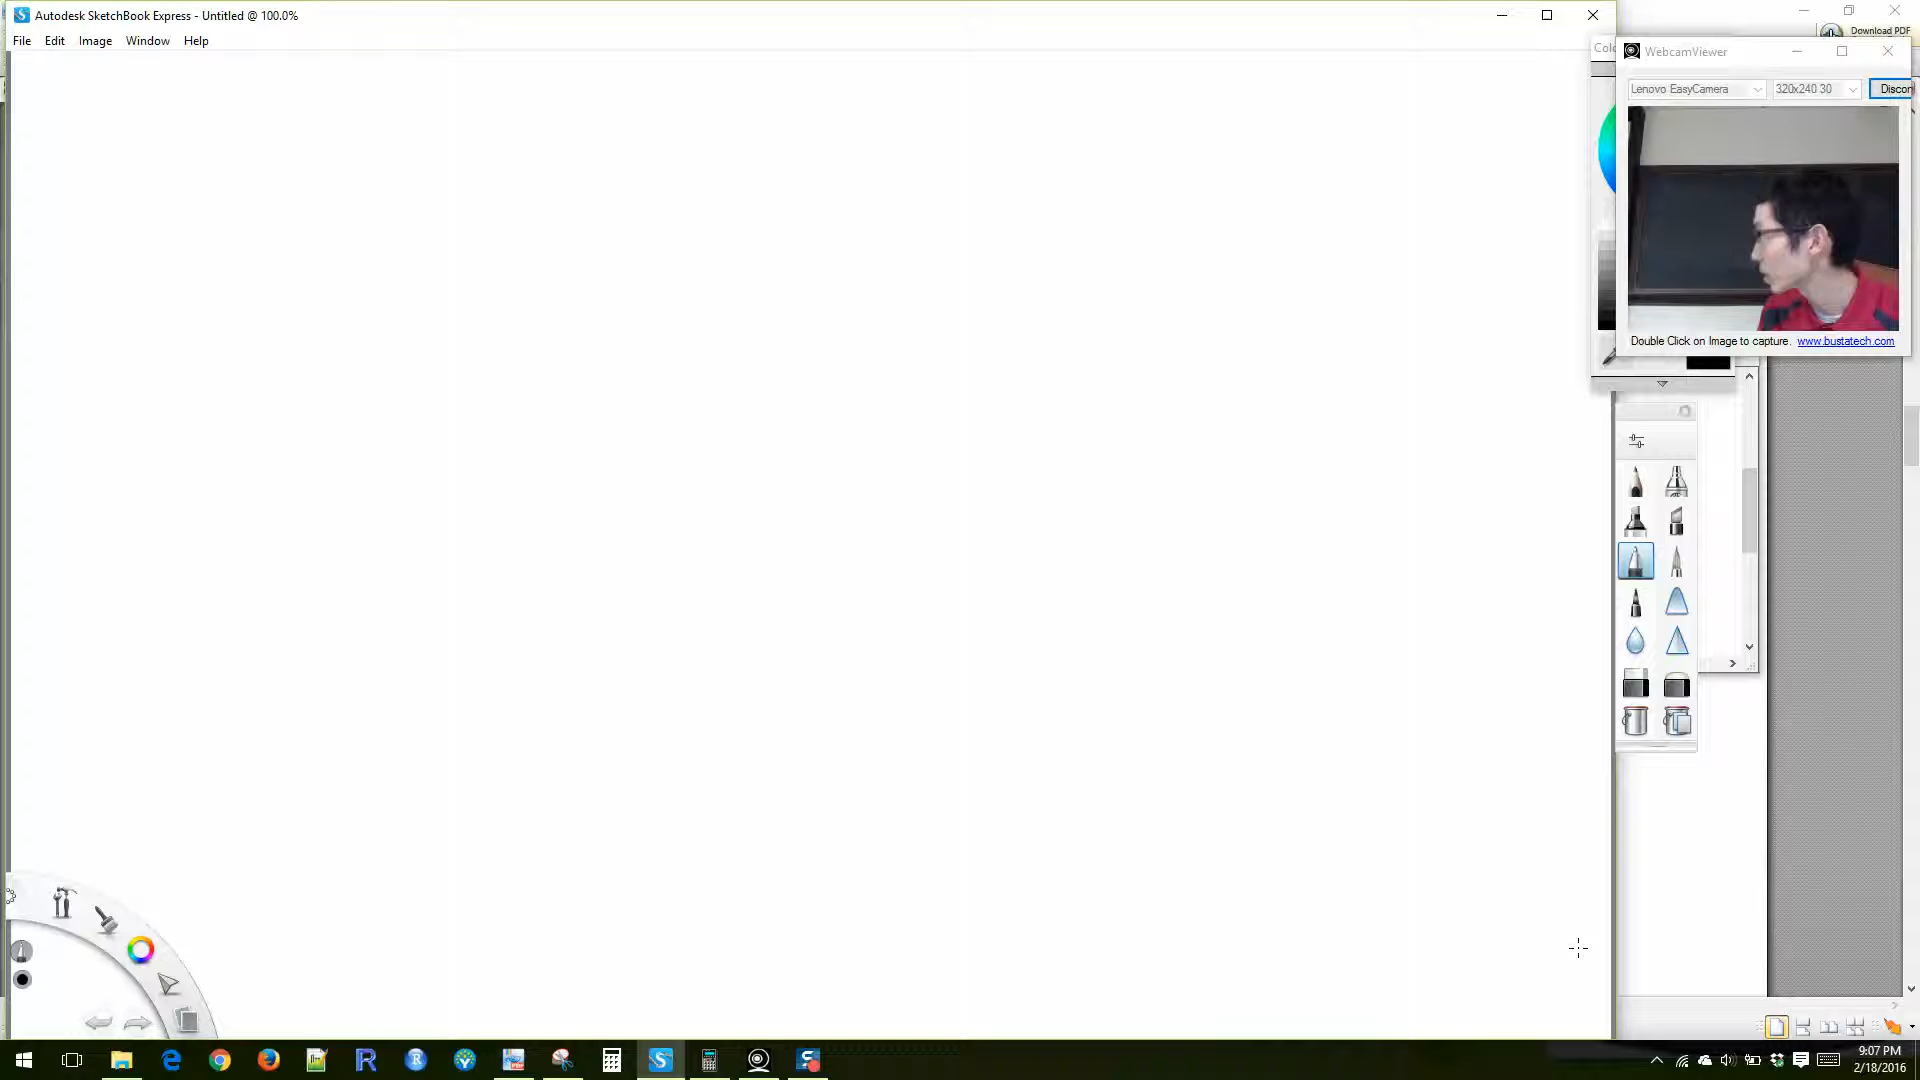 Autodesk SketchBook Express - Untitled @ 100.0%
File Edit Image Window Help
Download PDF
WebcamViewer
Lenovo EasyCamera 320x240 30
Double Click on Image to capture. www.bustatech.com
9:07 PM
2/18/2016